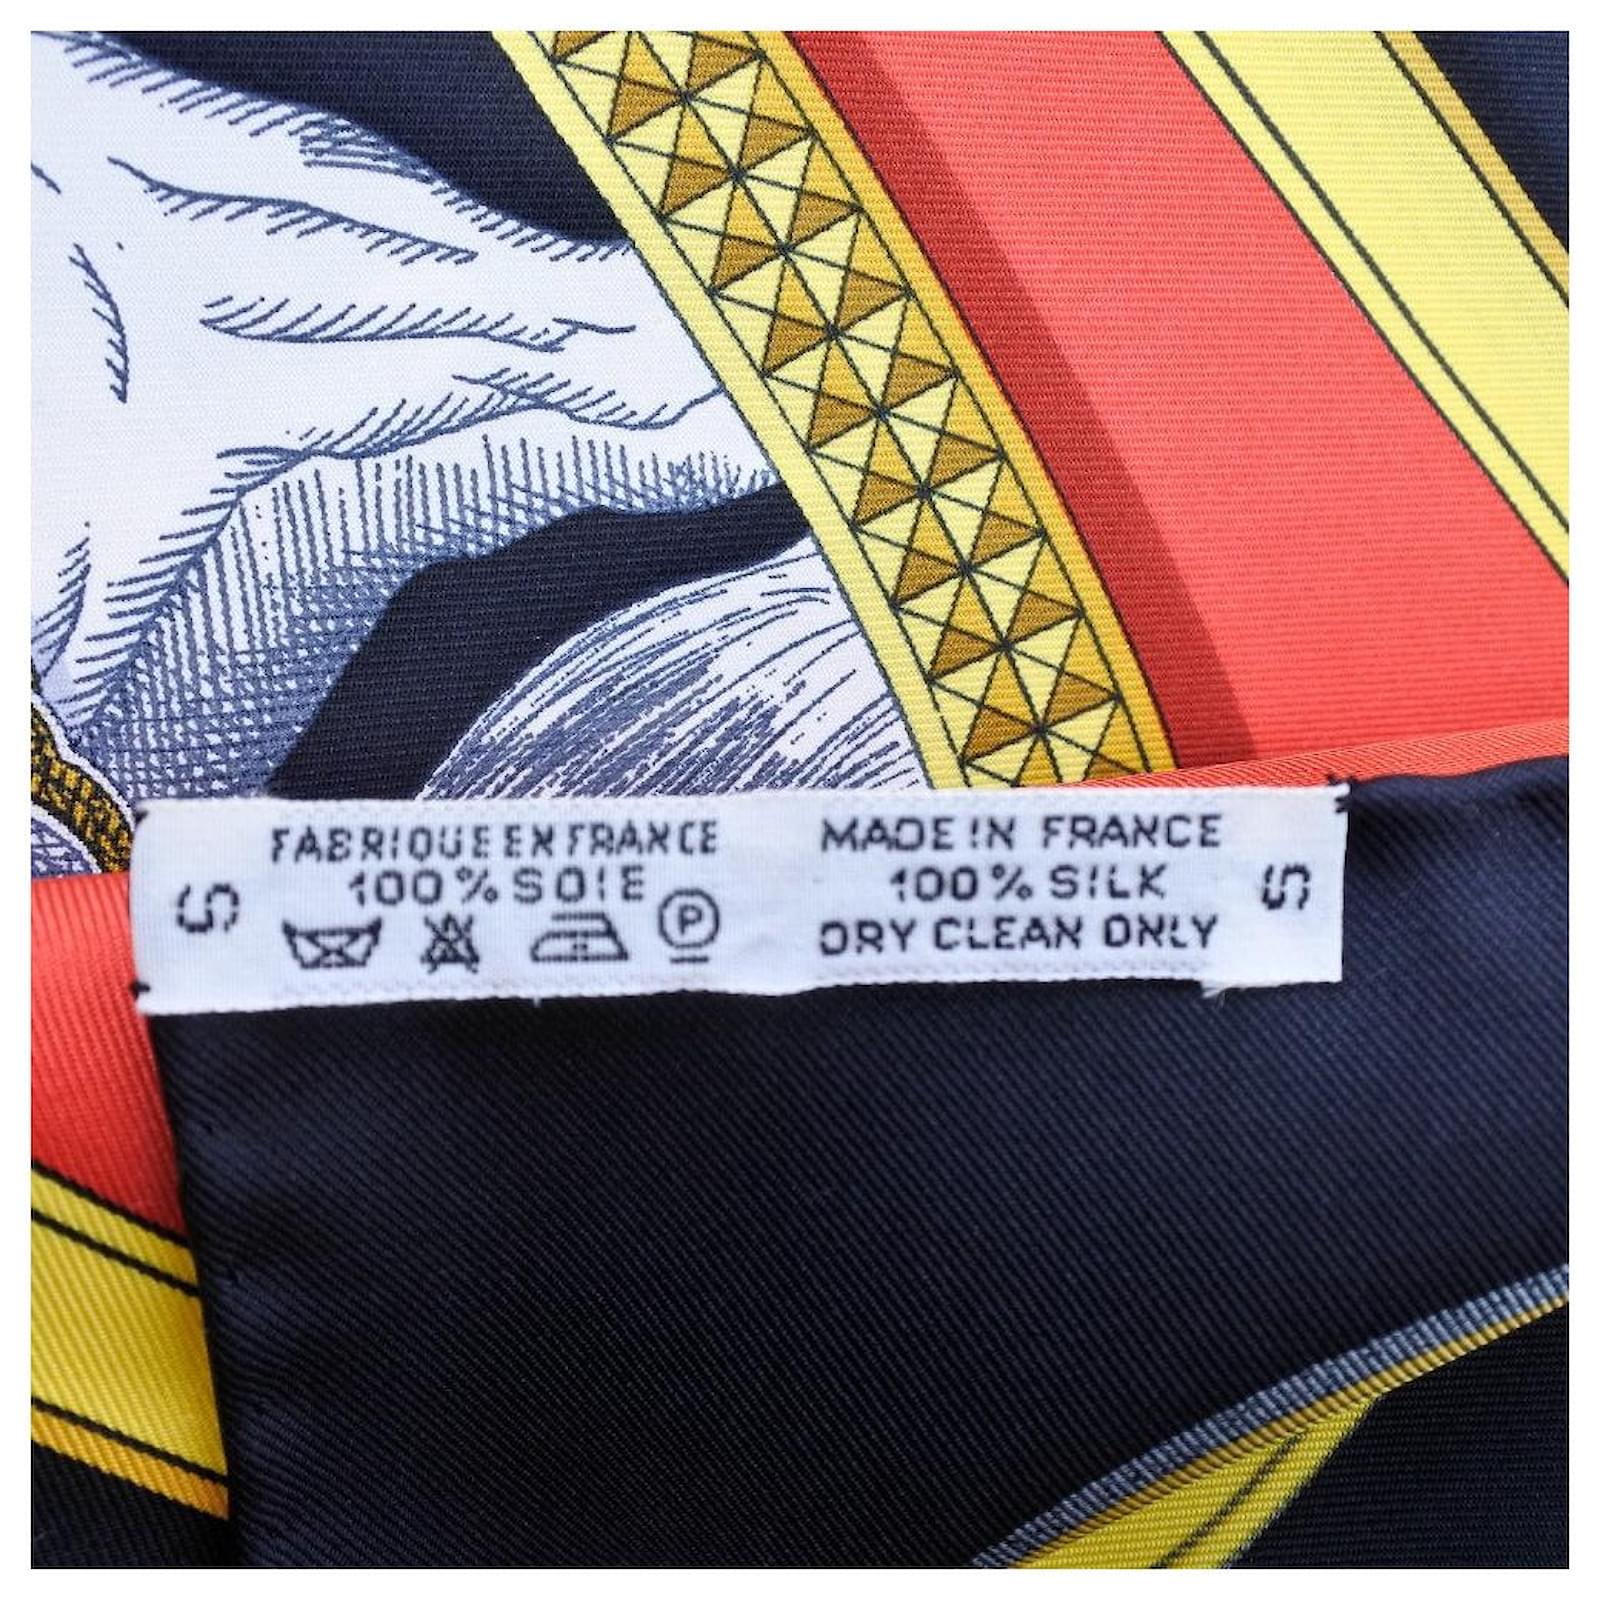 S
FABRIQUE EN FRANCE
100% SOIE
P
MADE IN FRANCE
100% SILK
DRY CLEAN ONLY
S